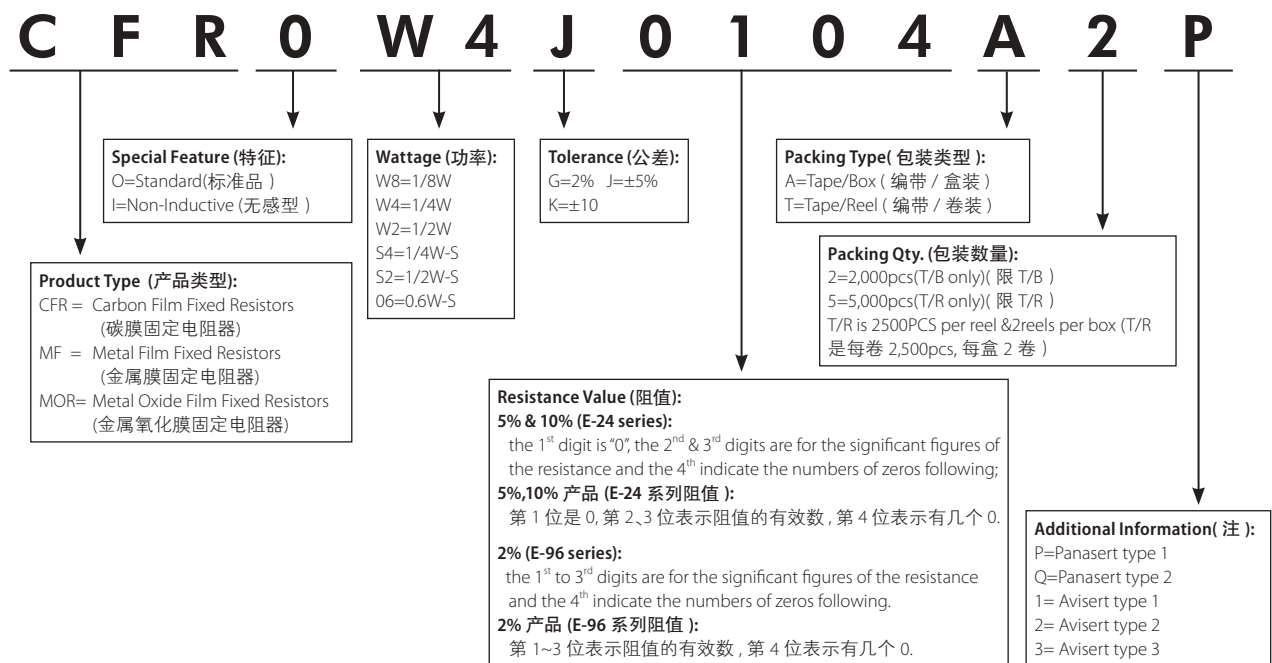 C F R 0 W 4 J 0 1 0 4 A 2 P
Special Feature (特征):
O=Standard(标准品 )
I=Non-Inductive (无感型 )
Wattage (功率):
W8=1/8W
W4=1/4W
W2=1/2W
S4=1/4W-S
S2=1/2W-S
06=0.6W-S
Tolerance (公差):
G=2% J=±5%
K=±10
Packing Type( 包装类型 ):
A=Tape/Box ( 编带 / 盒装 )
T=Tape/Reel ( 编带 / 卷装 )
Packing Qty. (包装数量):
2=2,000pcs(T/B only)( 限 T/B )
5=5,000pcs(T/R only)( 限 T/R )
T/R is 2500PCS per reel &2reels per box (T/R
是每卷 2,500pcs, 每盒 2 卷 )
Product Type (产品类型):
CFR = Carbon Film Fixed Resistors
(碳膜固定电阻器)
MF = Metal Film Fixed Resistors
(金属膜固定电阻器)
MOR= Metal Oxide Film Fixed Resistors
(金属氧化膜固定电阻器)
Resistance Value (阻值):
5% & 10% (E-24 series):
the 1st digit is "0", the 2nd & 3rd digits are for the significant figures of
the resistance and the 4th indicate the numbers of zeros following;
5%,10% 产品 (E-24 系列阻值 ):
第 1 位是 0, 第 2、3 位表示阻值的有效数 , 第 4 位表示有几个 0.
2% (E-96 series):
the 1st to 3rd digits are for the significant figures of the resistance
and the 4th indicate the numbers of zeros following.
2% 产品 (E-96 系列阻值 ):
第 1~3 位表示阻值的有效数 , 第 4 位表示有几个 0.
Additional Information( 注 ):
P=Panasert type 1
Q=Panasert type 2
1= Avisert type 1
2= Avisert type 2
3= Avisert type 3